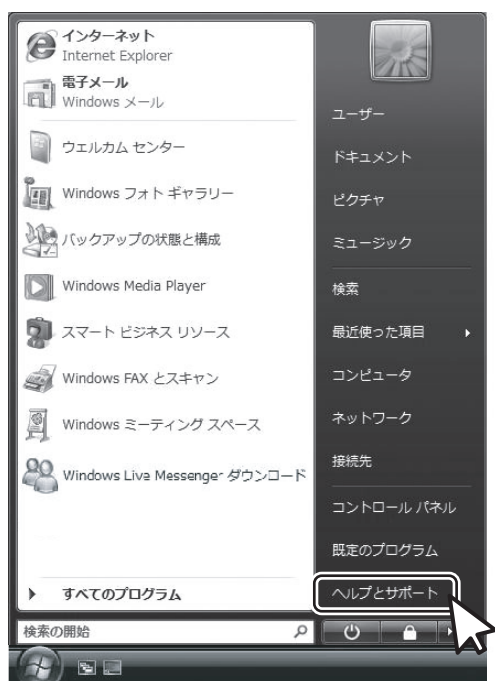 インターネット
Internet Explorer
電子メール
Windows メール
ウェルカム センター
Windows フォト ギャラリー
バックアップの状態と構成
Windows Media Player
スマート ビジネス リソース
Windows FAX とスキャン
Windows ミーティング スペース
Windows Live Messenger ダウンロード
すべてのプログラム
検索の開始
ユーザー
ドキュメント
ピクチャ
ミュージック
検索
最近使った項目
コンピュータ
ネットワーク
接続先
コントロール パネル
既定のプログラム
ヘルプとサポート